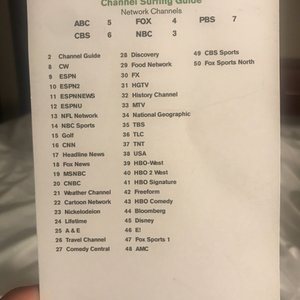 Channel Surfing Guide
Network Channels
ABC 5 FOX 4 PBS 7
CBS 6 NBC 3
2 Channel Guide
8 CW
9 ESPN
10 ESPN2
11 ESPNNEWS
12 ESPNU
13 NFL Network
14 NBC Sports
15 Golf
16 CNN
17 Headline News
18 Fox News
19 MSNBC
20 CNBC
21 Weather Channel
22 Cartoon Network
23 Nickelodeon
24 Lifetime
25 A & E
26 Travel Channel
27 Comedy Central
28 Discovery
29 Food Network
30 FX
31 HGTV
32 History Channel
33 MTV
34 National Geographic
35 TBS
36 TLC
37 TNT
38 USA
39 HBO-West
40 HBO 2 West
41 HBO Signature
42 Freeform
43 HBO Comedy
44 Bloomberg
45 Disney
46 E!
47 Fox Sports 1
48 AMC
49 CBS Sports
50 Fox Sports North